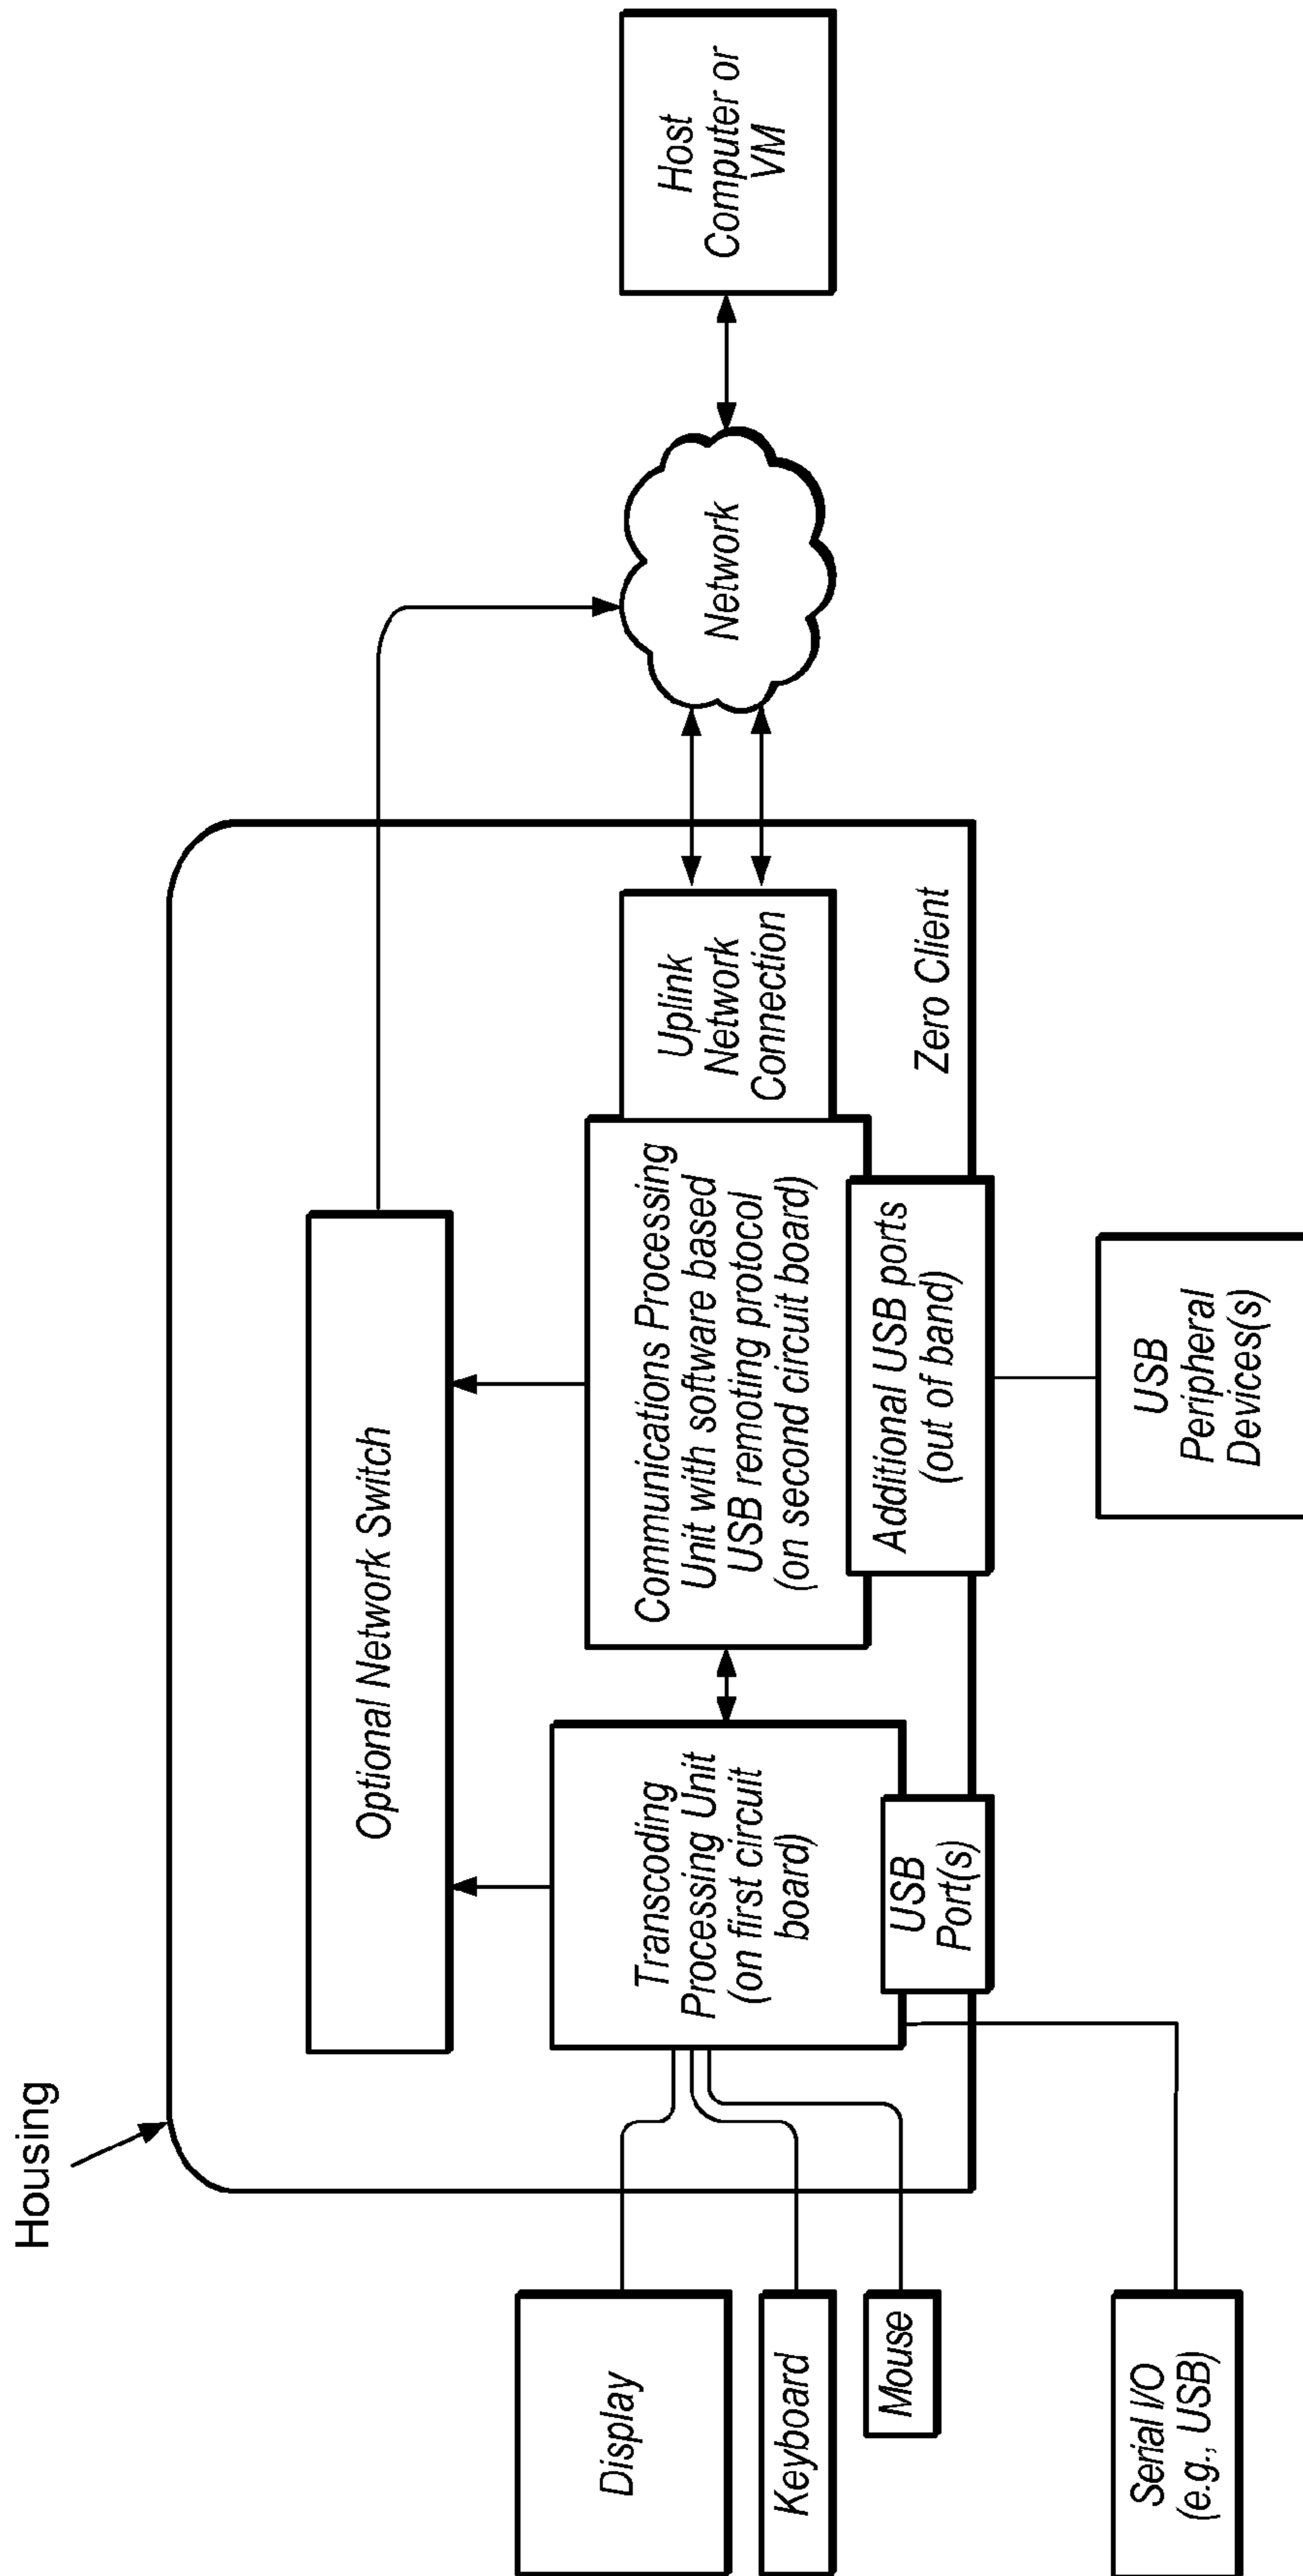 Housing
Optional Network Switch
Display
Keyboard
Mouse
Serial I/O
(e.g., USB)
Transcoding
Processing Unit
(on first circuit
board)
USB
Port(s)
Communications Processing
Unit with software based
USB remoting protocol
(on second circuit board)
Additional USB ports
(out of band)
Uplink
Network
Connection
Zero Client
USB
Peripheral
Devices(s)
Network
Host
Computer or
VM